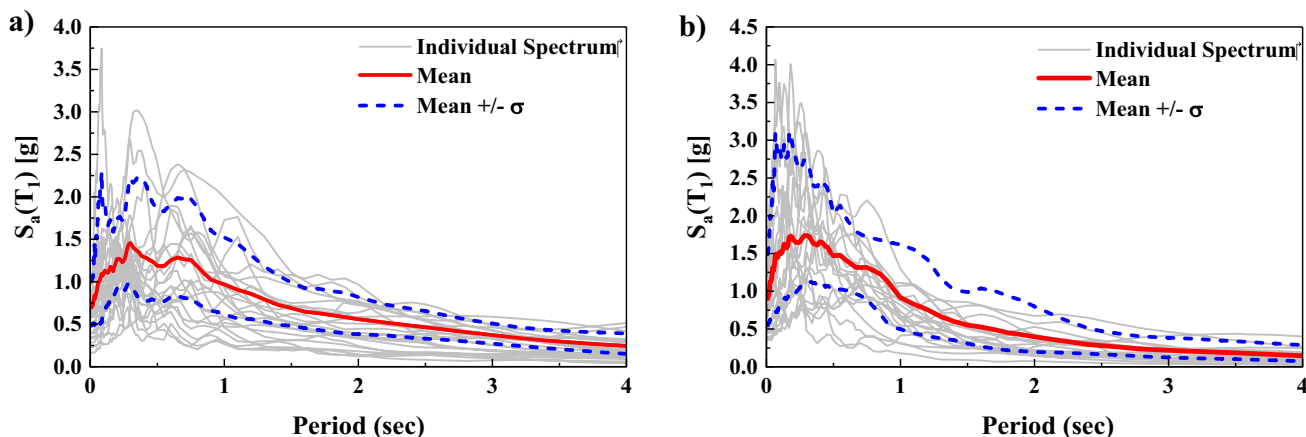 a)
4.0
3.5
3.0
2.5
2.0
1.5
1.0
0.5
0.0
Sa(T1) [g]
Individual Spectrum
Mean
Mean +/- σ
0
1
2
3
4
Period (sec)
b)
4.5
4.0
3.5
3.0
2.5
2.0
1.5
1.0
0.5
0.0
Sa(T1) [g]
Individual Spectrum
Mean
Mean +/- σ
0
1
2
3
4
Period (sec)